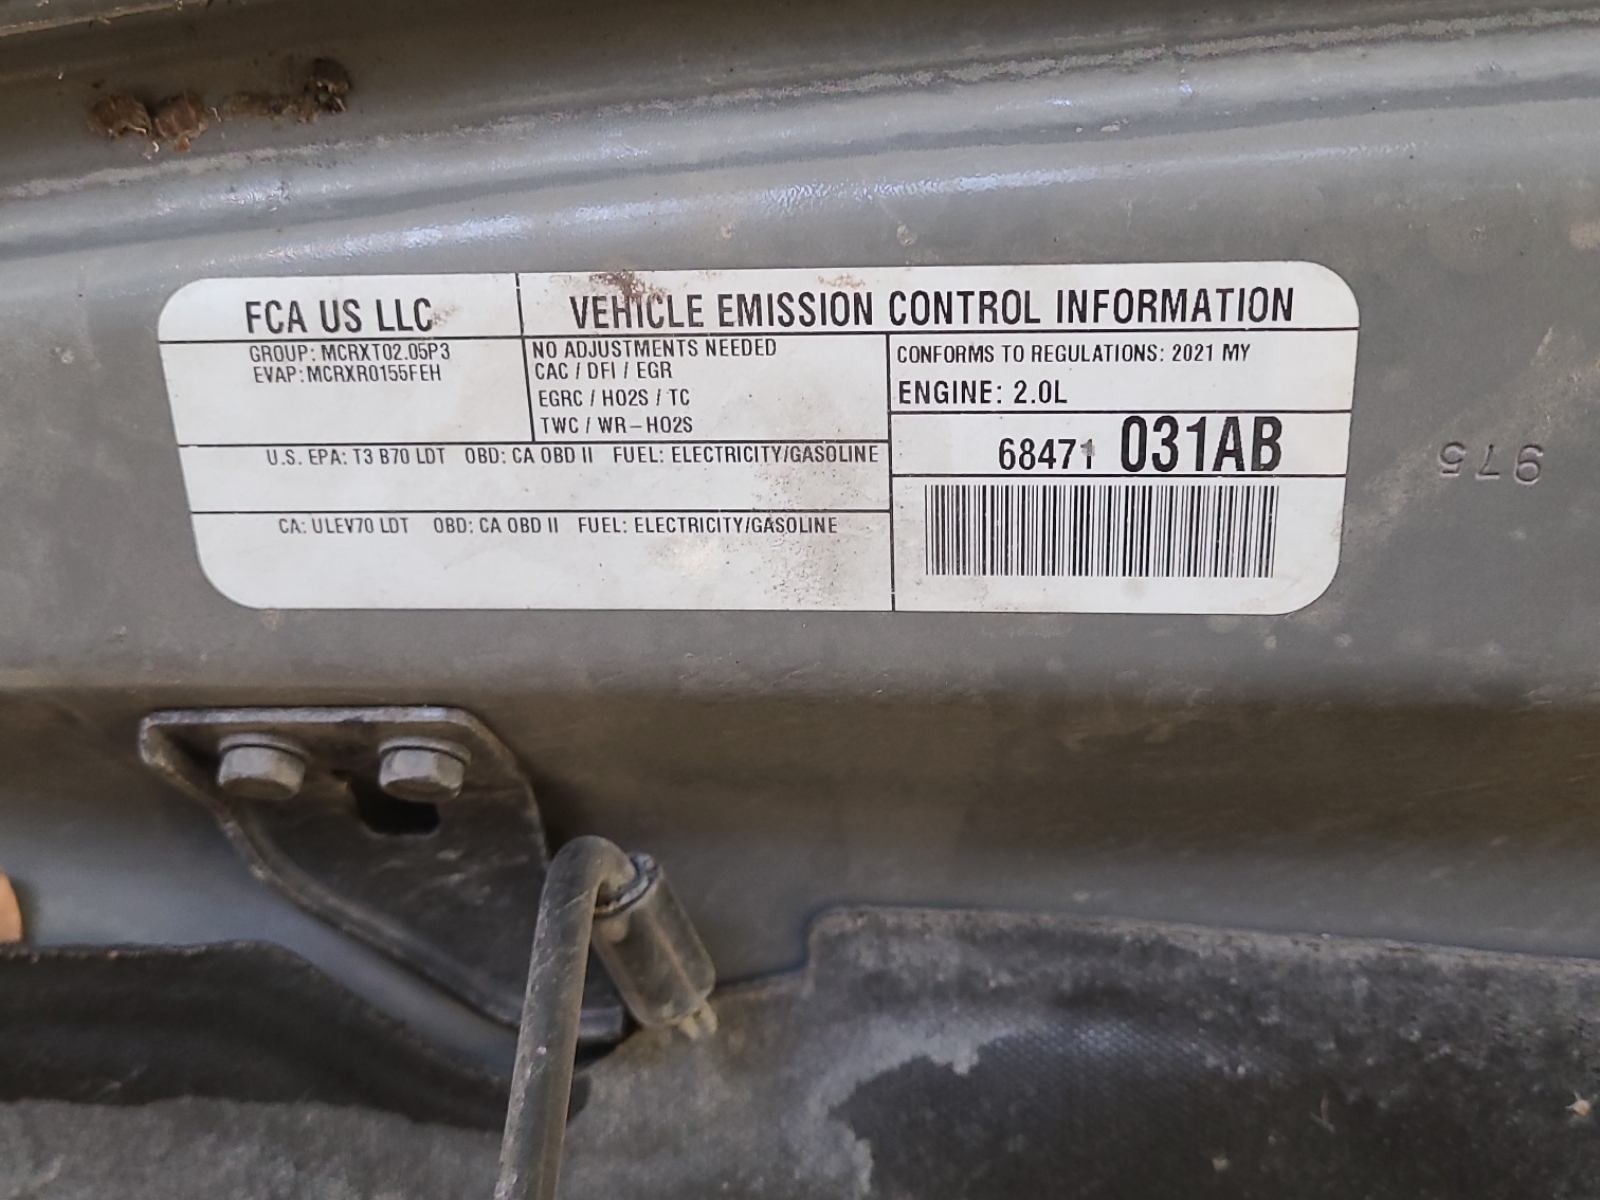 FCA US LLC
VEHICLE EMISSION CONTROL INFORMATION
GROUP: MCRXT02.05P3
EVAP:MCRXR0155FEH
NO ADJUSTMENTS NEEDED
CAC / DFI / EGR
EGRC / HO2S / TC
TWC / WR-HO2S
CONFORMS TO REGULATIONS: 2021 MY
ENGINE: 2.0L
68471 031AB
U.S. EPA: T3 B70 LDT OBD: CA OBD II FUEL: ELECTRICITY/GASOLINE
CA: ULEV70 LDT OBD: CA OBD II FUEL: ELECTRICITY/GASOLINE
975